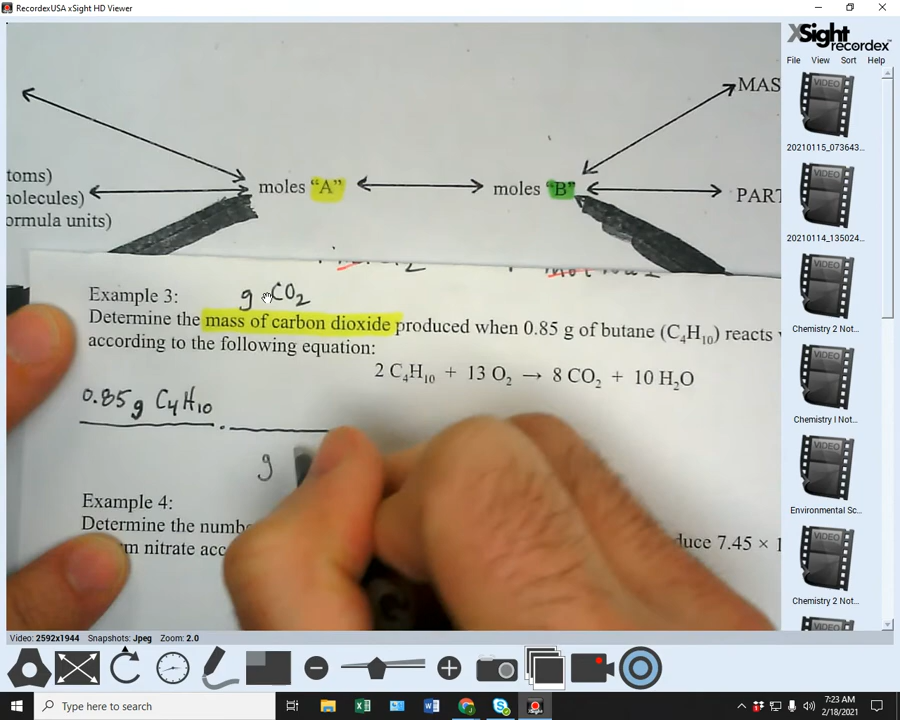 RecordexUSA xSight HD Viewer
XSight
recordex
File View Sort Help
MAS
toms)
nolecules)
ormula units)
moles "A"
moles "B"
PART
20210115_073643...
20210114_135024...
Chemistry 2 Not...
Chemistry I Not...
Environmental Sc...
Chemistry 2 Not...
Example 3:
g CO2
Determine the mass of carbon dioxide produced when 0.85 g of butane (C4H10) reacts
according to the following equation:
2 C4H10 + 13 O2 → 8 CO2 + 10 H2O
0.85g C4H10
g
Example 4:
Determine the numb
duce 7.45 ×
m nitrate acc
Video: 2592x1944 Snapshots: Jpeg Zoom: 2.0
Type here to search
7:23 AM
2/18/2021